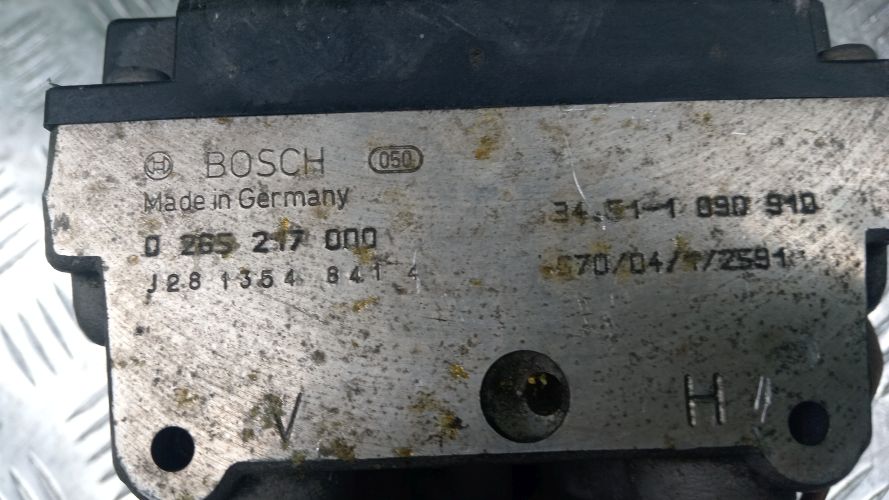 BOSCH 050
Made in Germany
0 265 217 000 34.51-1 090 910
J28 1354 841 4
V H